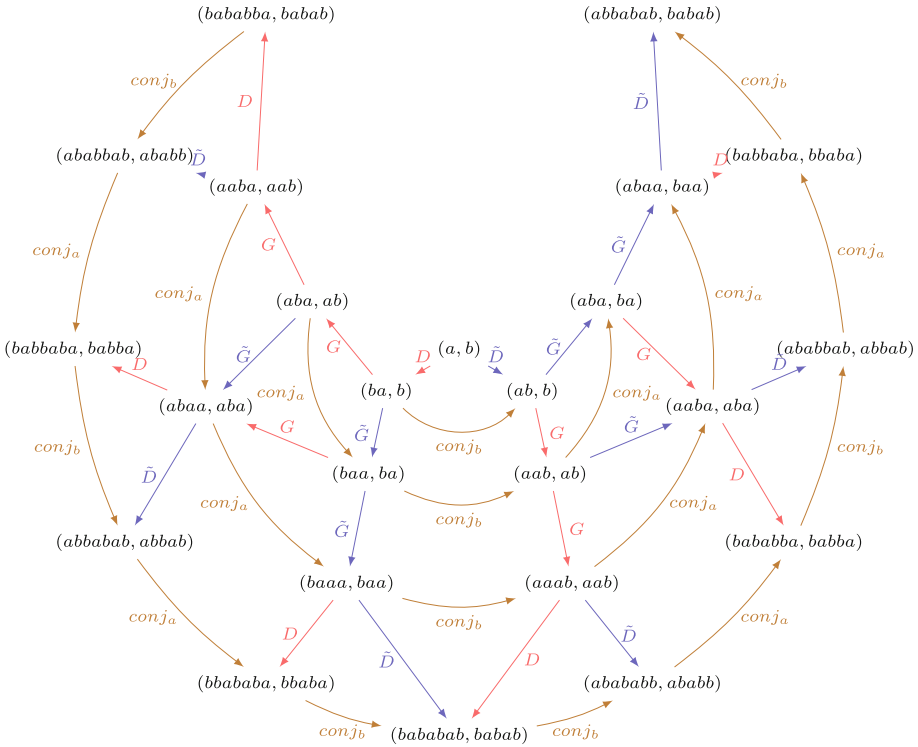 (bababba, babab) (abbabab, babab)
conj_b D D̃ conj_b
(ababbab, ababb) D̃ D (babbaba, bbaba)
(aaba, aab) (abaa, baa)
conj_a G G̃ conj_a
conj_a conj_a
(aba, ab) (aba, ba)
(babbaba, babba) D G̃ G D (a, b) D̃ G̃ G D̃ (ababbab, abbab)
(ba, b) (ab, b)
(abaa, aba) conj_a conj_a (aaba, aba)
conj_b G G̃ conj_b G G̃ conj_b
D̃ (baa, ba) (aab, ab) D
conj_a conj_b conj_a
(abbabab, abbab) G̃ G (bababba, babba)
(baaa, baa) (aaab, aab)
conj_a D conj_b D̃ conj_a
D̃ D
(bbababa, bbaba) (abababb, ababb)
conj_b (bababab, babab) conj_b